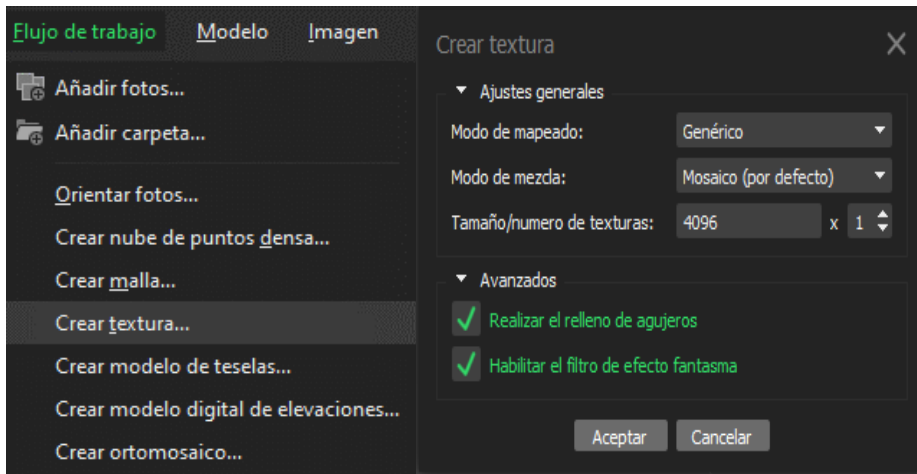 Flujo de trabajo Modelo Imagen
Añadir fotos...
Añadir carpeta...
Orientar fotos...
Crear nube de puntos densa...
Crear malla...
Crear textura...
Crear modelo de teselas...
Crear modelo digital de elevaciones...
Crear ortomosaico...
Crear textura
Ajustes generales
Modo de mapeado: Genérico
Modo de mezcla: Mosaico (por defecto)
Tamaño/numero de texturas: 4096 x 1
Avanzados
Realizar el relleno de agujeros
Habilitar el filtro de efecto fantasma
Aceptar Cancelar